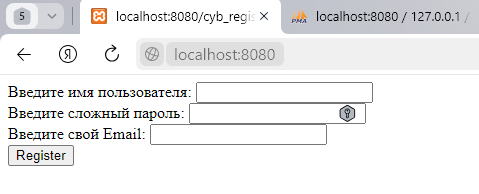 5
localhost:8080/cyb_regis
localhost:8080 / 127.0.0.1 /
Я
localhost:8080
Введите имя пользователя:
Введите сложный пароль:
Введите свой Email:
Register